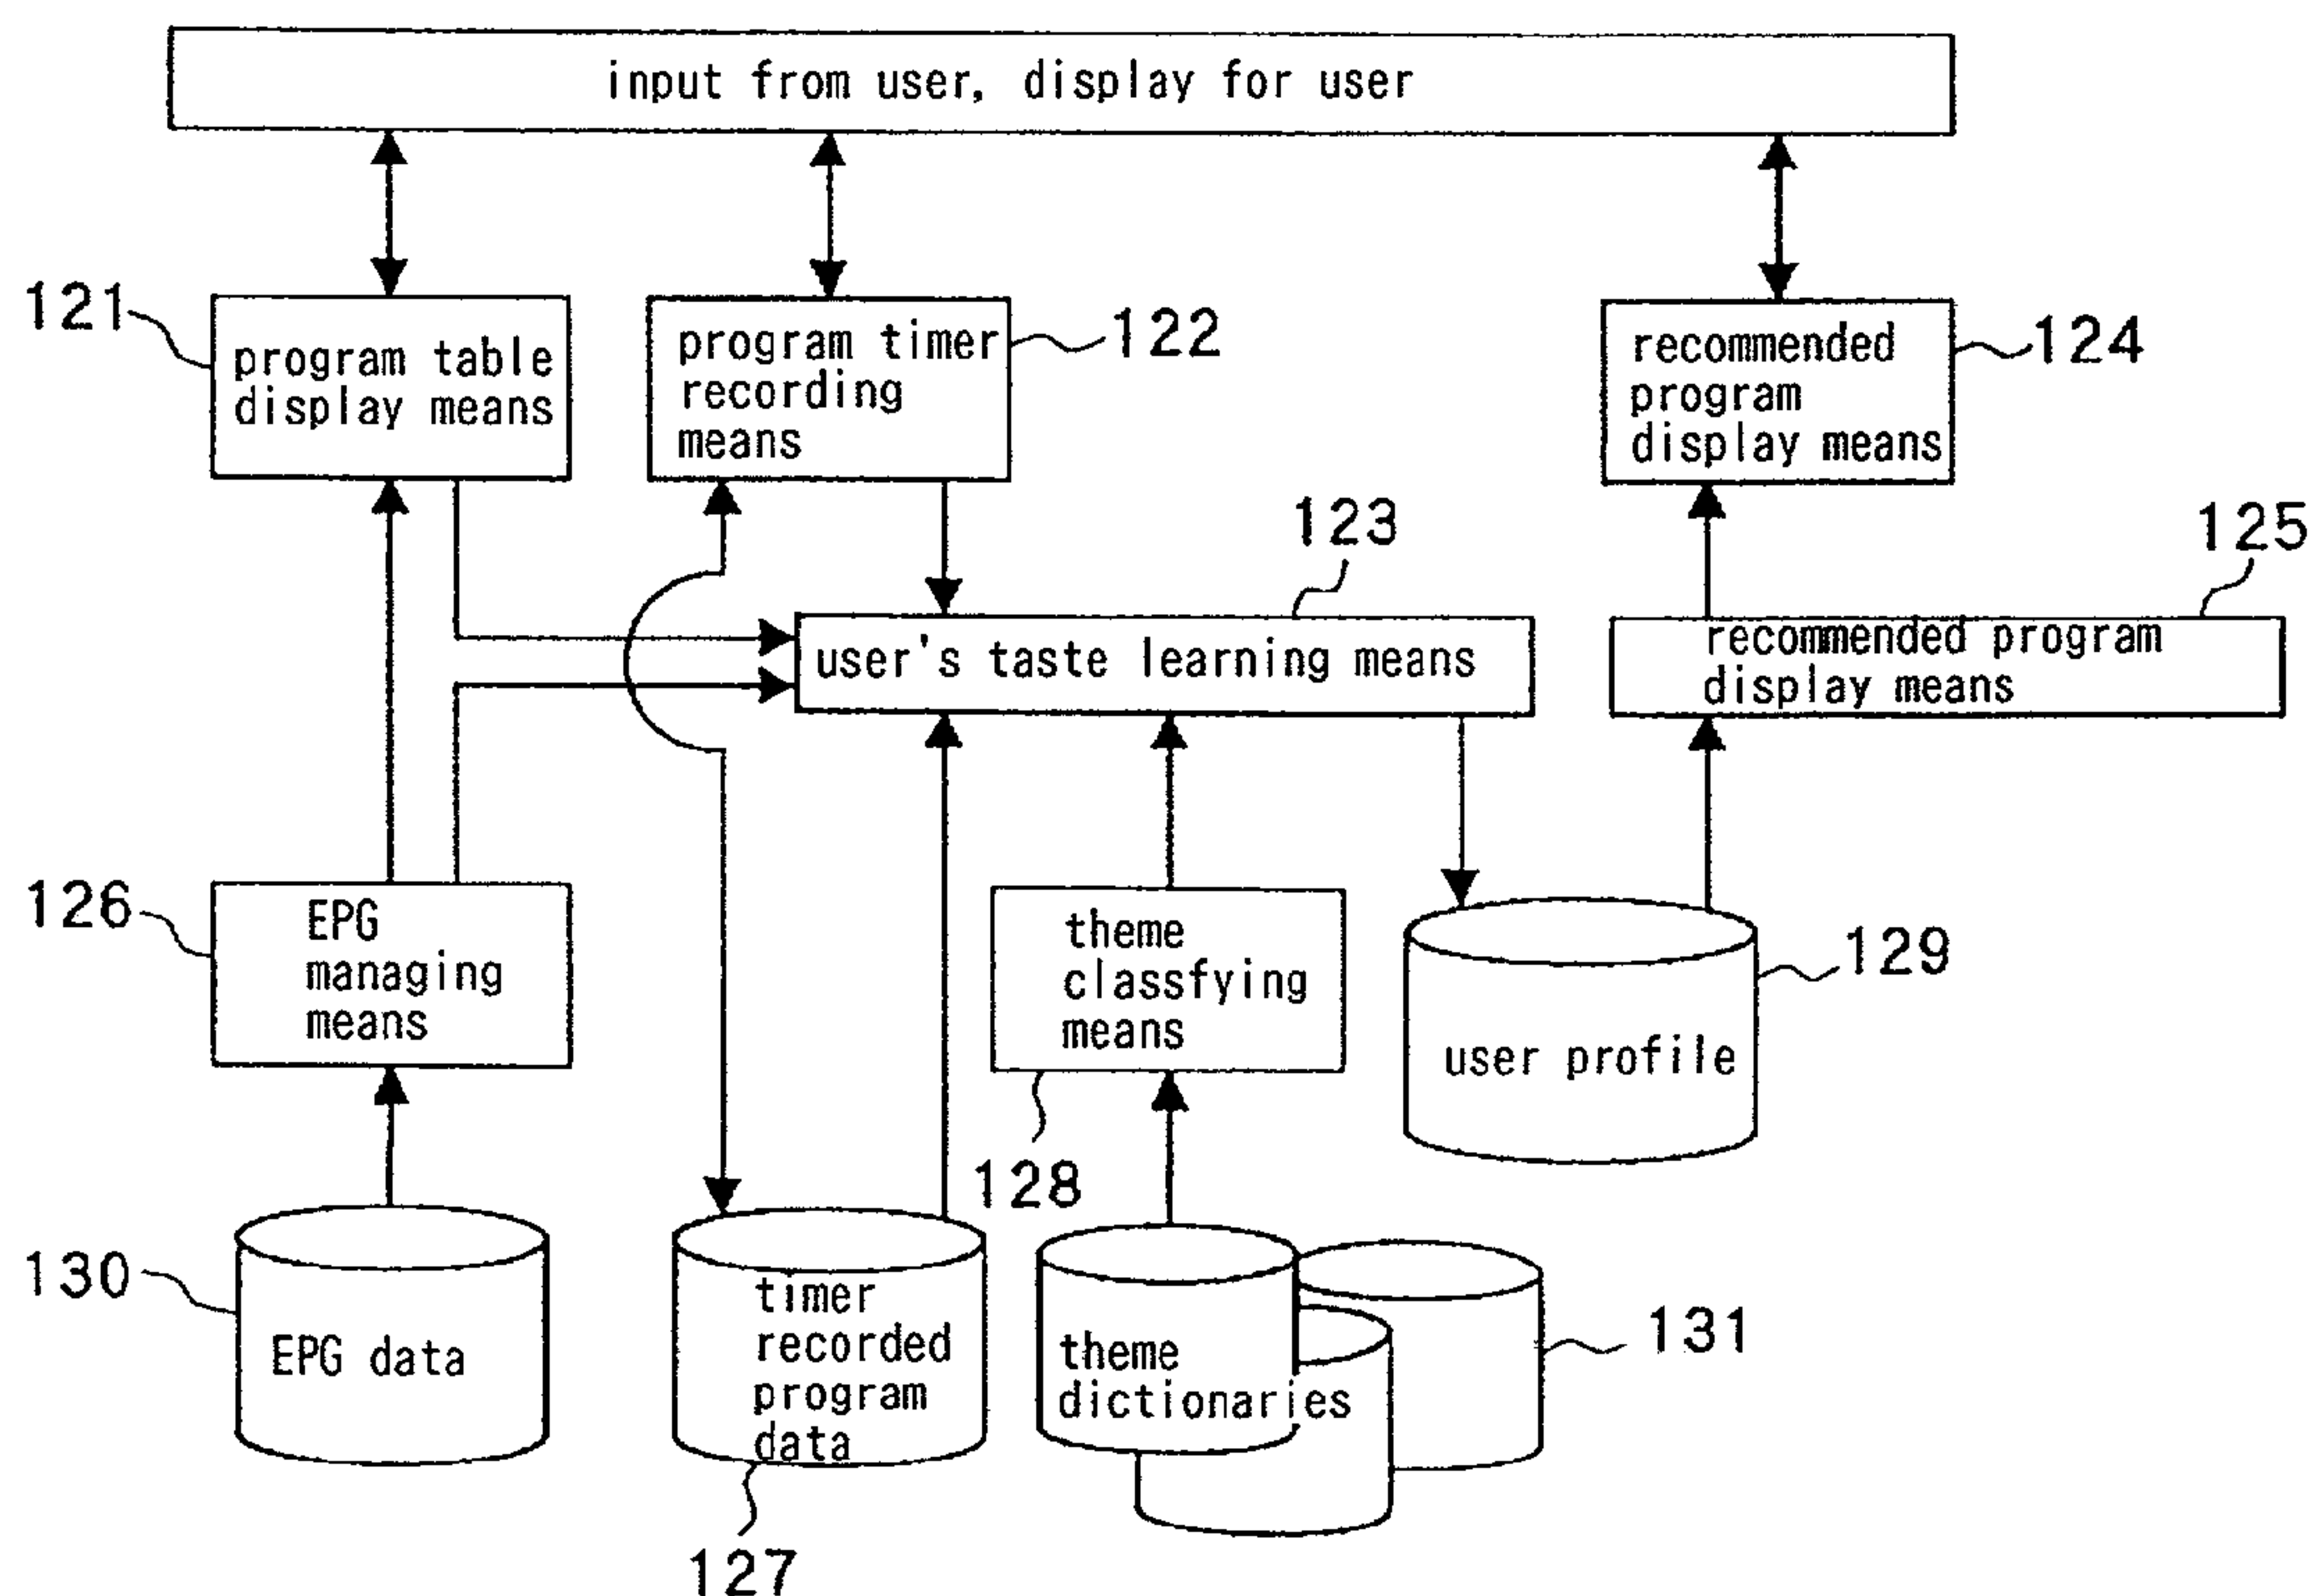 input from user, display for user
121
program table
display means
program timer
recording
means
122
recommended
program
display means
124
123
125
user's taste learning means
recommended program
display means
126
EPG
managing
means
theme
classfying
means
129
user profile
128
130
EPG data
timer
recorded
program
data
theme
dictionaries
131
127